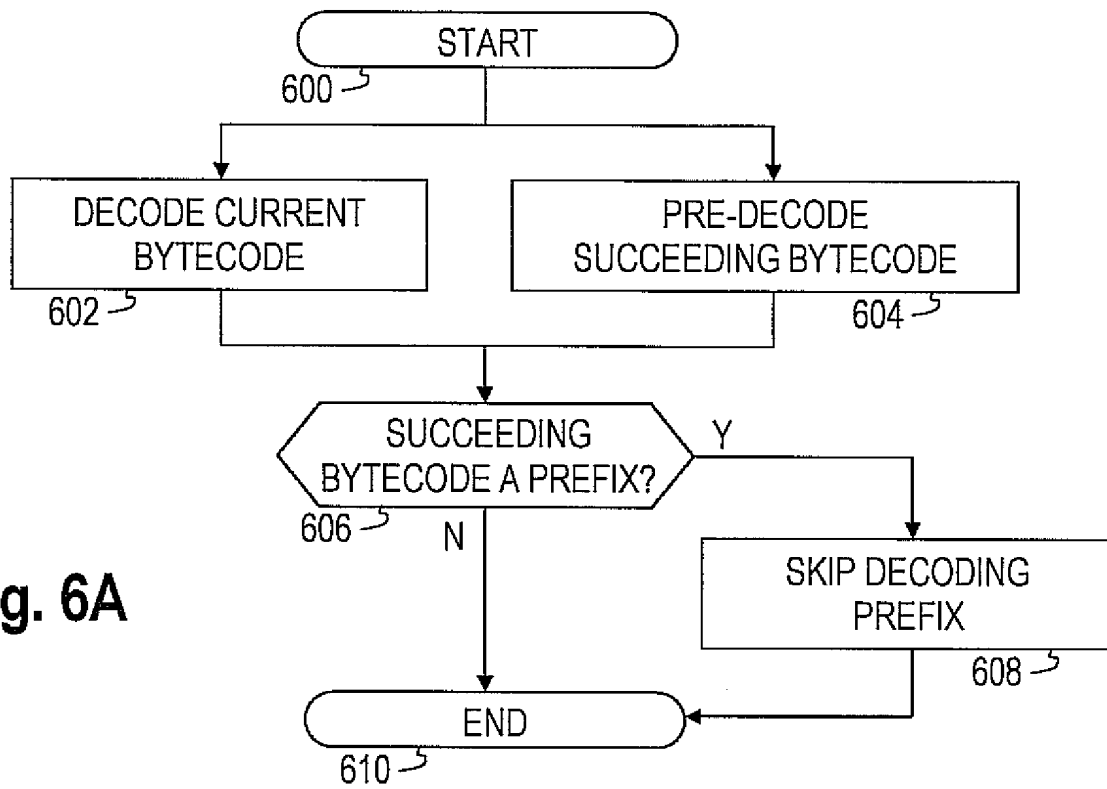 START
600
DECODE CURRENT
BYTECODE
602
PRE-DECODE
SUCCEEDING BYTECODE
604
SUCCEEDING
BYTECODE A PREFIX?
606
Y
N
SKIP DECODING
PREFIX
608
g. 6A
END
610